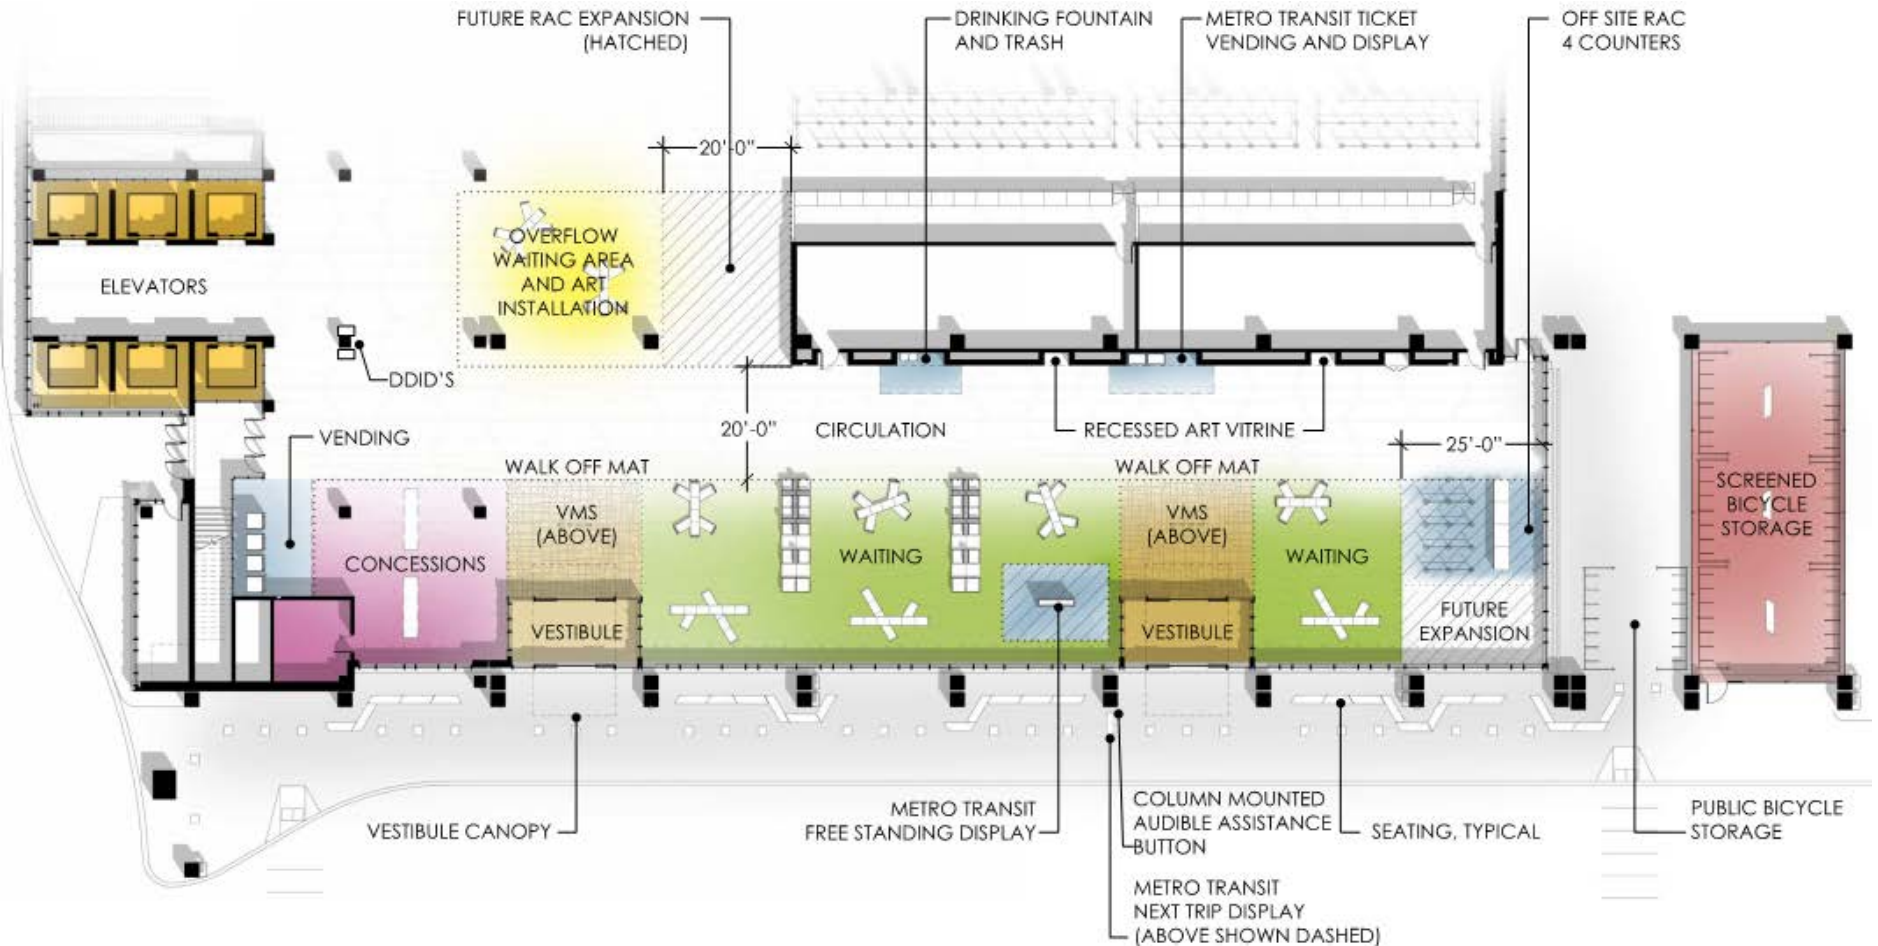 FUTURE RAC EXPANSION
(HATCHED)
DRINKING FOUNTAIN
AND TRASH
METRO TRANSIT TICKET
VENDING AND DISPLAY
OFF SITE RAC
4 COUNTERS
20'-0"
OVERFLOW
WAITING AREA
AND ART
INSTALLATION
ELEVATORS
DDID'S
VENDING
20'-0"
CIRCULATION
RECESSED ART VITRINE
25'-0"
WALK OFF MAT
WALK OFF MAT
SCREENED
BICYCLE
STORAGE
VMS
(ABOVE)
VMS
(ABOVE)
CONCESSIONS
WAITING
WAITING
VESTIBULE
VESTIBULE
FUTURE
EXPANSION
VESTIBULE CANOPY
METRO TRANSIT
FREE STANDING DISPLAY
COLUMN MOUNTED
AUDIBLE ASSISTANCE
BUTTON
SEATING, TYPICAL
PUBLIC BICYCLE
STORAGE
METRO TRANSIT
NEXT TRIP DISPLAY
(ABOVE SHOWN DASHED)